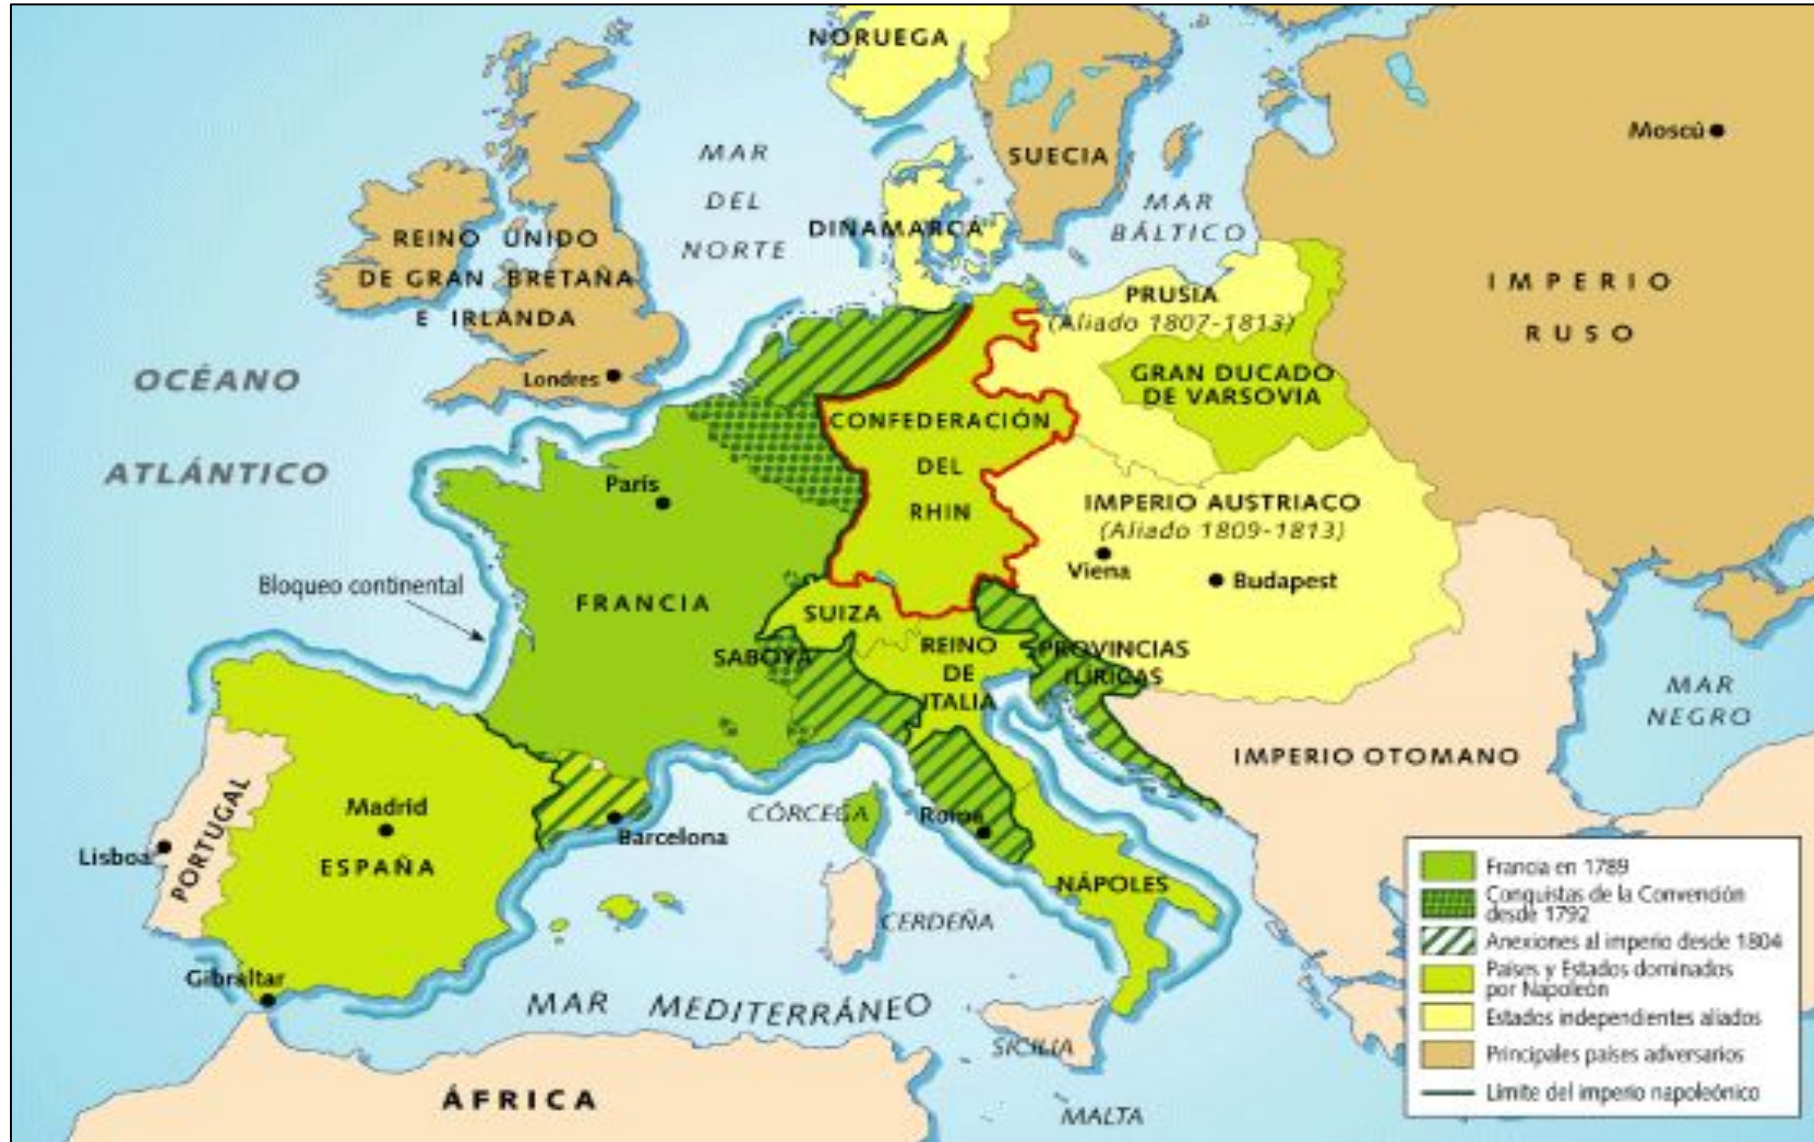 NORUEGA
SUECIA
Moscú
MAR
DEL
NORTE
MAR
BÁLTICO
DINAMARCA
REINO UNIDO
DE GRAN BRETAÑA
E IRLANDA
Londres
PRUSIA
(Aliado 1807-1813)
IMPERIO
RUSO
OCÉANO
ATLÁNTICO
GRAN DUCADO
DE VARSOVIA
CONFEDERACIÓN
DEL
RHIN
París
IMPERIO AUSTRIACO
(Aliado 1809-1813)
Viena
Budapest
Bloqueo continental
FRANCIA
SUIZA
SABOYA
REINO
DE
ITALIA
PROVINCIAS
ILÍRICAS
MAR
NEGRO
IMPERIO OTOMANO
PORTUGAL
Lisboa
Madrid
ESPAÑA
Barcelona
CÓRCEGA
Roma
NÁPOLES
CERDEÑA
Gibraltar
MAR MEDITERRÁNEO
SICILIA
ÁFRICA
MALTA
Francia en 1789
Conquistas de la Convención
desde 1792
Anexiones al imperio desde 1804
Países y Estados dominados
por Napoleón
Estados independientes aliados
Principales países adversarios
Límite del imperio napoleónico